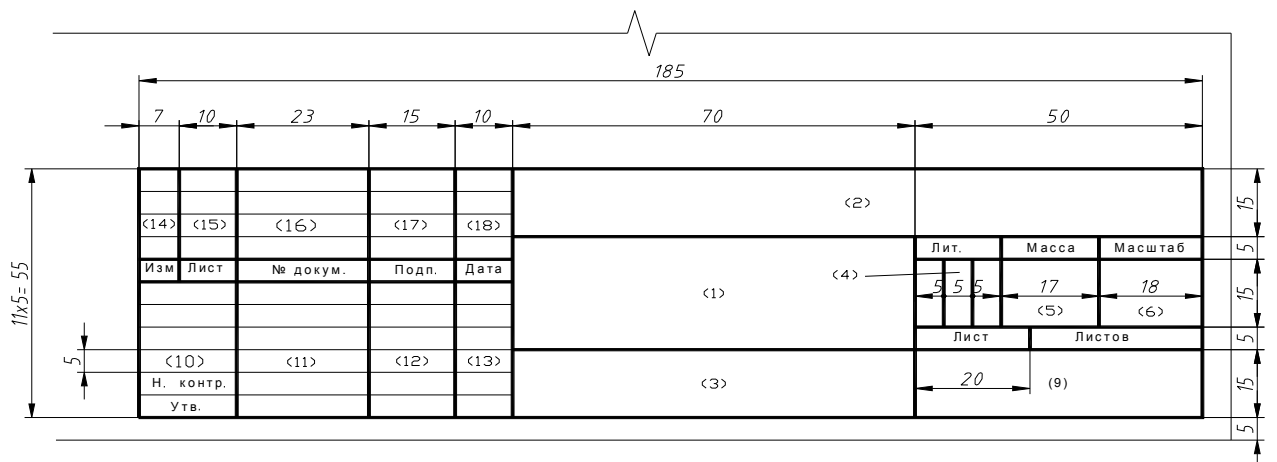 185
7 10 23 15 10 70 50
(2) 15
(14) (15) (16) (17) (18)
Лит. Масса Масштаб 5
Изм Лист № докум. Подп. Дата
(4)
11x5= 55 (1) 5 5 5 17 18 15
(5) (6)
Лист Листов 5
5 (10) (11) (12) (13)
Н. контр. (3) 20 (9) 15
Утв.
5